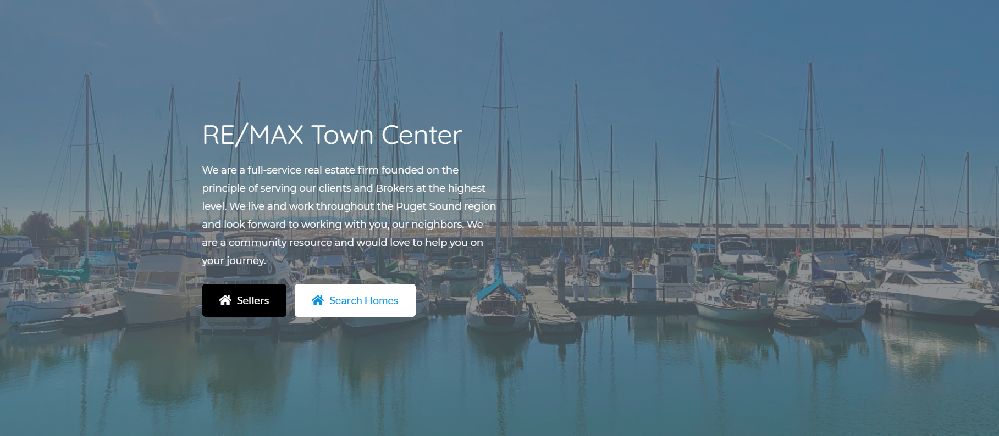 RE/MAX Town Center
We are a full-service real estate firm founded on the
principle of serving our clients and Brokers at the highest
level. We live and work throughout the Puget Sound region
and look forward to working with you, our neighbors. We
are a community resource and would love to help you on
your journey.
Sellers
Search Homes